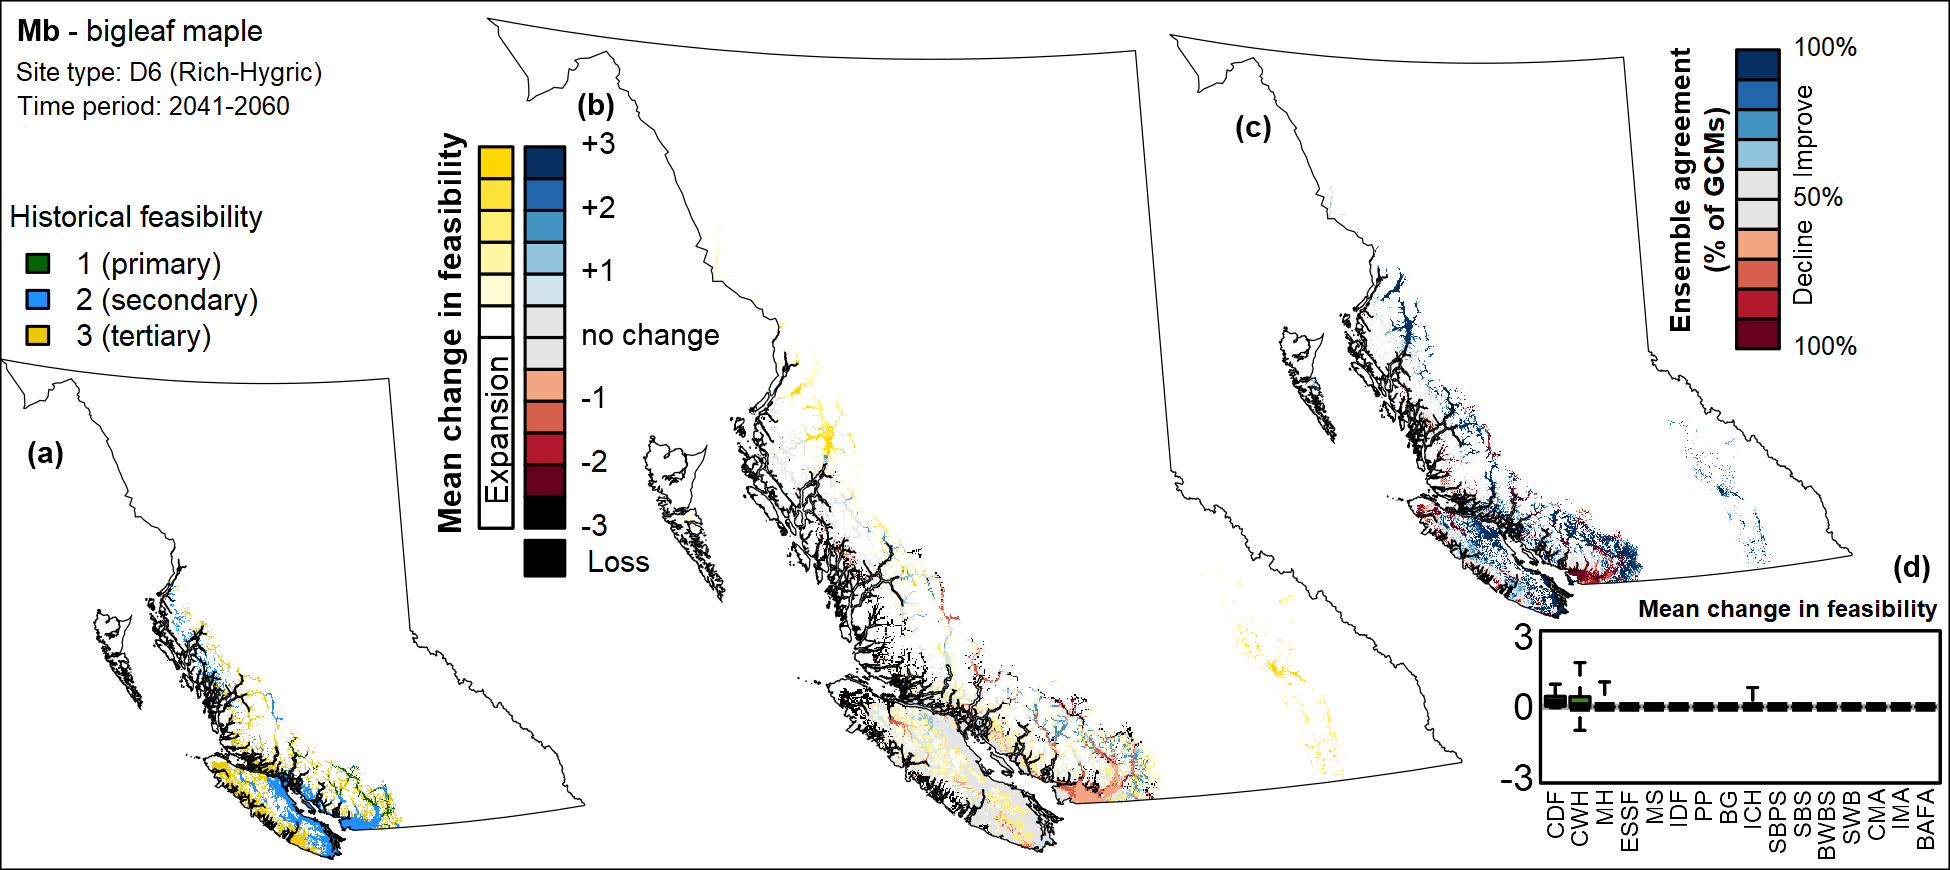 Mb - bigleaf maple
Site type: D6 (Rich-Hygric)
Time period: 2041-2060
Historical feasibility
1 (primary)
2 (secondary)
3 (tertiary)
(a)
(b)
Mean change in feasibility
Expansion
+3
+2
+1
no change
-1
-2
-3
Loss
(c)
Ensemble agreement
(% of GCMs)
100%
Improve
50%
Decline
100%
(d)
Mean change in feasibility
3
0
-3
CDF
CWH
MH
ESSF
MS
IDF
PP
BG
ICH
SBPS
SBS
BWBS
SWB
CMA
IMA
BAFA